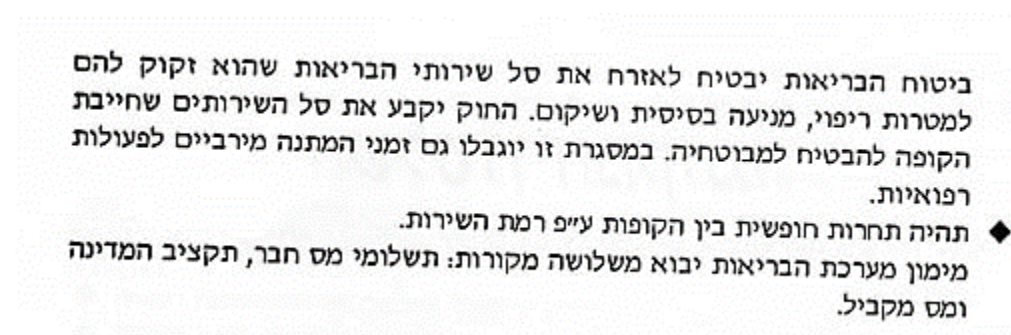 ביטוח הבריאות יבטיח לאזרח את סל שירותי הבריאות שהוא זקוק להם
למטרות ריפוי, מניעה בסיסית ושיקום. החוק יקבע את סל השירותים שחייבת
הקופה להבטיח למבוטחיה. במסגרת זו יוגבלו גם זמני המתנה מירביים לפעולות
רפואיות.
◆ תהיה תחרות חופשית בין הקופות ע״פ רמת השירות.
מימון מערכת הבריאות יבוא משלושה מקורות: תשלומי מס חבר, תקציב המדינה
ומס מקביל.